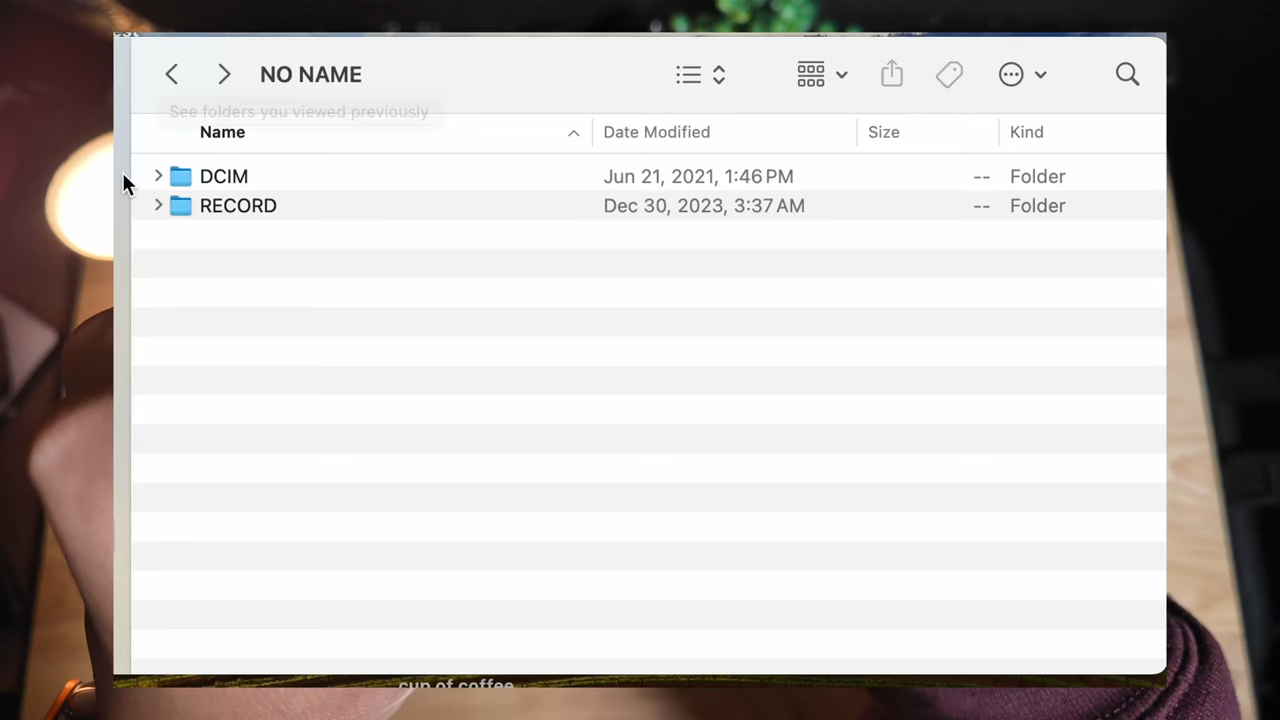 NO NAME
See folders you viewed previously
Name Date Modified Size Kind
DCIM Jun 21, 2021, 1:46 PM -- Folder
RECORD Dec 30, 2023, 3:37 AM -- Folder
cup of coffee